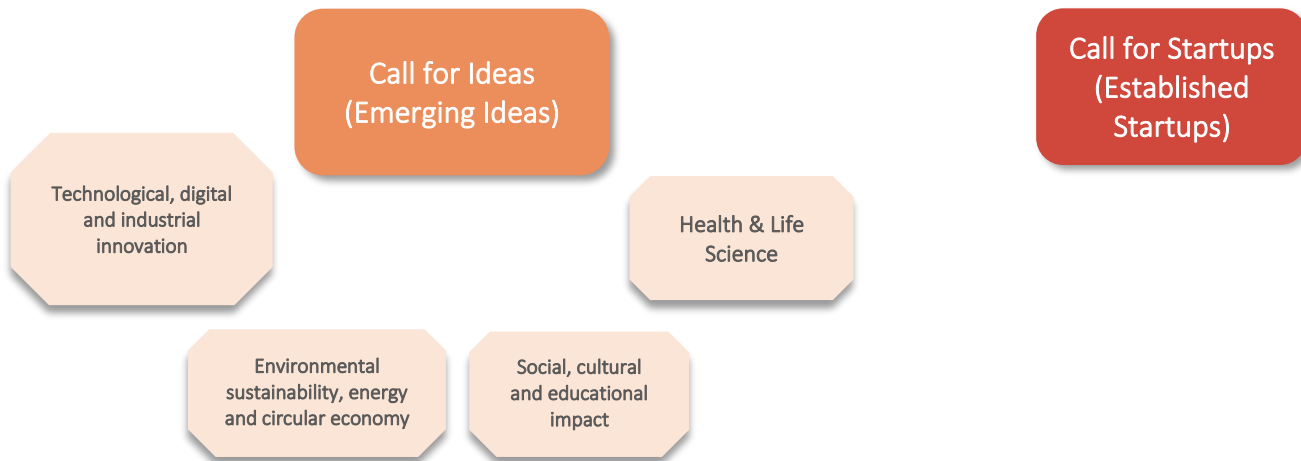 Call for Ideas
(Emerging Ideas)
Call for Startups
(Established
Startups)
Technological, digital
and industrial
innovation
Health & Life
Science
Environmental
sustainability, energy
and circular economy
Social, cultural
and educational
impact